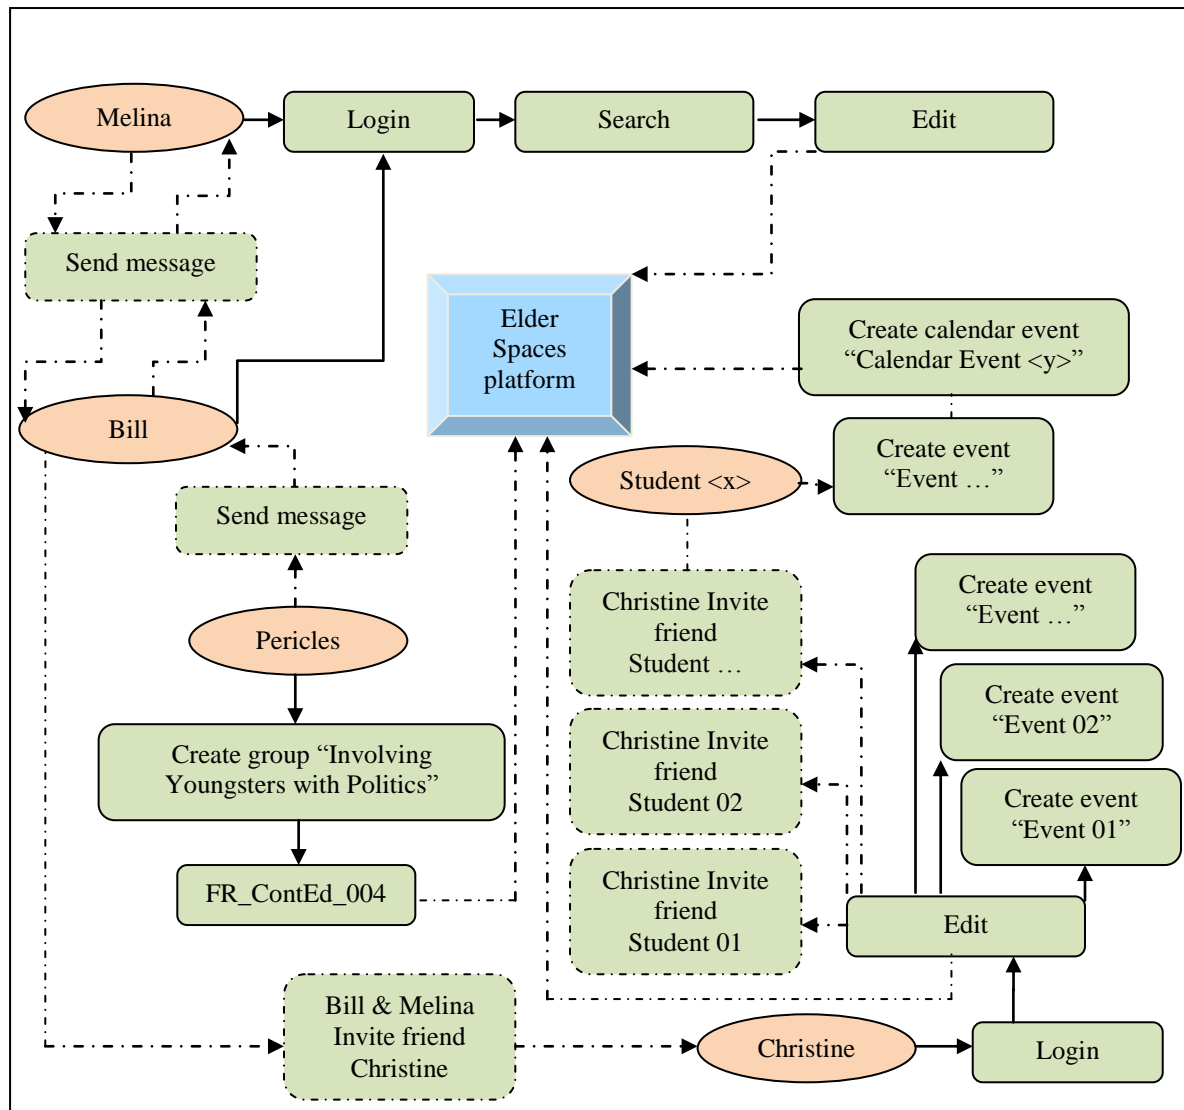 Melina
Login
Search
Edit
Send message
Elder
Spaces
platform
Create calendar event
“Calendar Event <y>”
Bill
Create event
“Event …”
Student <x>
Send message
Christine Invite
friend
Student …
Create event
“Event …”
Pericles
Create event
“Event 02”
Create group “Involving
Youngsters with Politics”
Christine Invite
friend
Student 02
Create event
“Event 01”
FR_ContEd_004
Christine Invite
friend
Student 01
Edit
Bill & Melina
Invite friend
Christine
Christine
Login